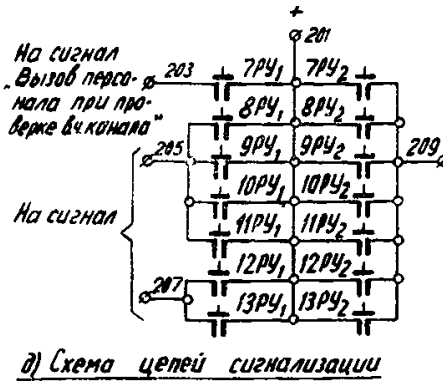 +
201
На сигнал
„Вызов персо-
нала при про-
верке вч. канала"
203
7РУ₁ 7РУ₂
8РУ₁ 8РУ₂
205 9РУ₁ 9РУ₂ 209
10РУ₁ 10РУ₂
На сигнал
11РУ₁ 11РУ₂
12РУ₁ 12РУ₂
207
13РУ₁ 13РУ₂
д) Схема цепей сигнализации